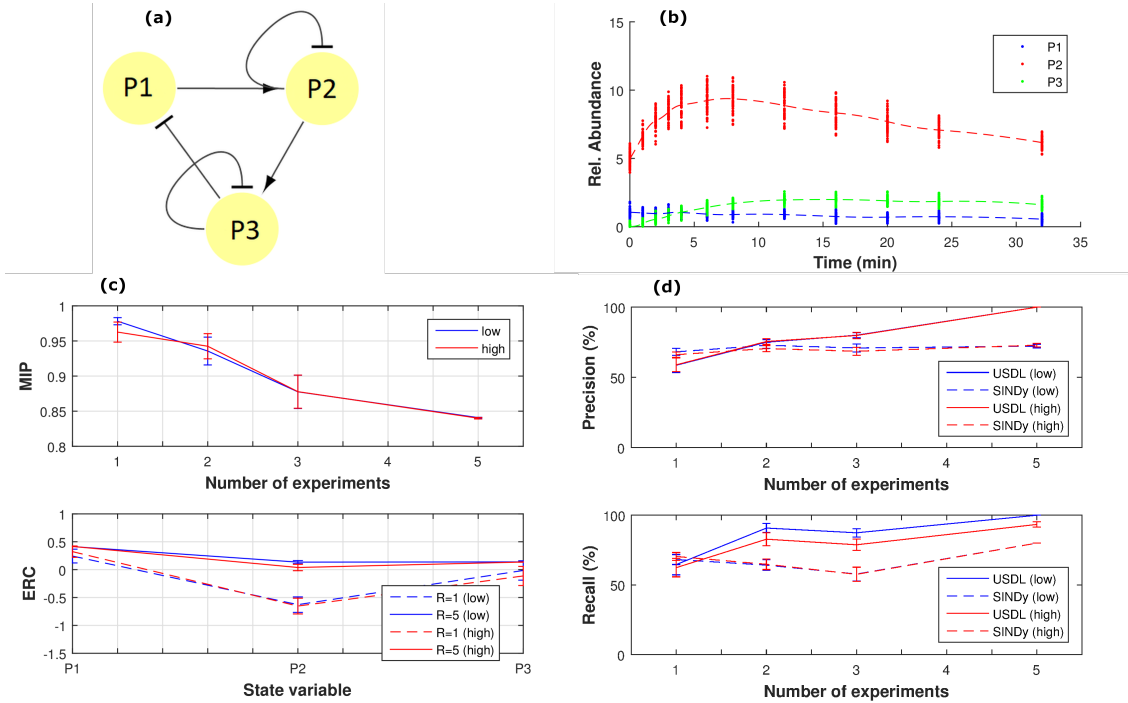 (a)
P1
P2
P3
(b)
15
10
5
0
Rel. Abundance
0
5
10
15
20
25
30
35
Time (min)
P1
P2
P3
(c)
1
0.95
0.9
0.85
0.8
MIP
1
2
3
4
5
Number of experiments
low
high
1
0.5
0
-0.5
-1
-1.5
ERC
P1
P2
P3
State variable
R=1 (low)
R=5 (low)
R=1 (high)
R=5 (high)
(d)
100
50
0
Precision (%)
1
2
3
4
5
Number of experiments
USDL (low)
SINDy (low)
USDL (high)
SINDy (high)
100
50
0
Recall (%)
1
2
3
4
5
Number of experiments
USDL (low)
SINDy (low)
USDL (high)
SINDy (high)